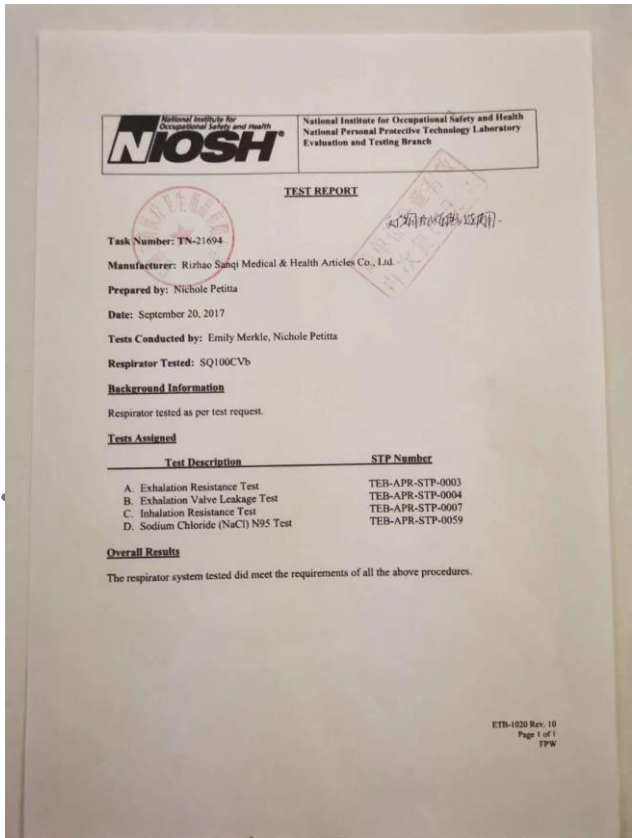 National Institute for
Occupational Safety and Health
NIOSH®
National Institute for Occupational Safety and Health
National Personal Protective Technology Laboratory
Evaluation and Testing Branch
TEST REPORT
Task Number: TN-21694
Manufacturer: Rizhao Sanqi Medical & Health Articles Co., Ltd.
Prepared by: Nichole Petitta
Date: September 20, 2017
Tests Conducted by: Emily Merkle, Nichole Petitta
Respirator Tested: SQ100CVb
Background Information
Respirator tested as per test request.
Tests Assigned
Test Description STP Number
A. Exhalation Resistance Test TEB-APR-STP-0003
B. Exhalation Valve Leakage Test TEB-APR-STP-0004
C. Inhalation Resistance Test TEB-APR-STP-0007
D. Sodium Chloride (NaCl) N95 Test TEB-APR-STP-0059
Overall Results
The respirator system tested did meet the requirements of all the above procedures.
ETB-1020 Rev. 10
Page 1 of 1
FPW